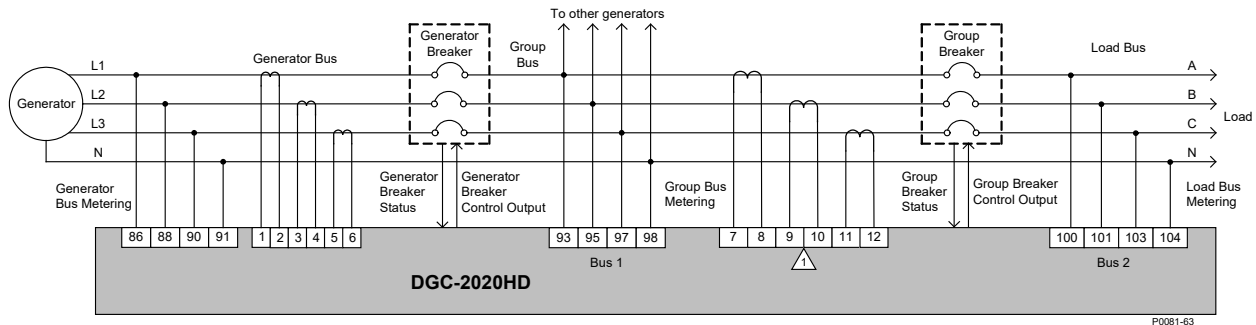 To other generators
Generator
Breaker
Group
Breaker
Group
Bus
Generator Bus
Load Bus
L1
A
L2
B
Generator
Load
L3
C
N
N
Generator
Bus Metering
Generator
Breaker
Status
Generator
Breaker
Control Output
Group Bus
Metering
Group
Breaker
Status
Group Breaker
Control Output
Load Bus
Metering
86 88 90 91 1 2 3 4 5 6 93 95 97 98 7 8 9 10 11 12 100 101 103 104
Bus 1
1
Bus 2
DGC-2020HD
P0081-63